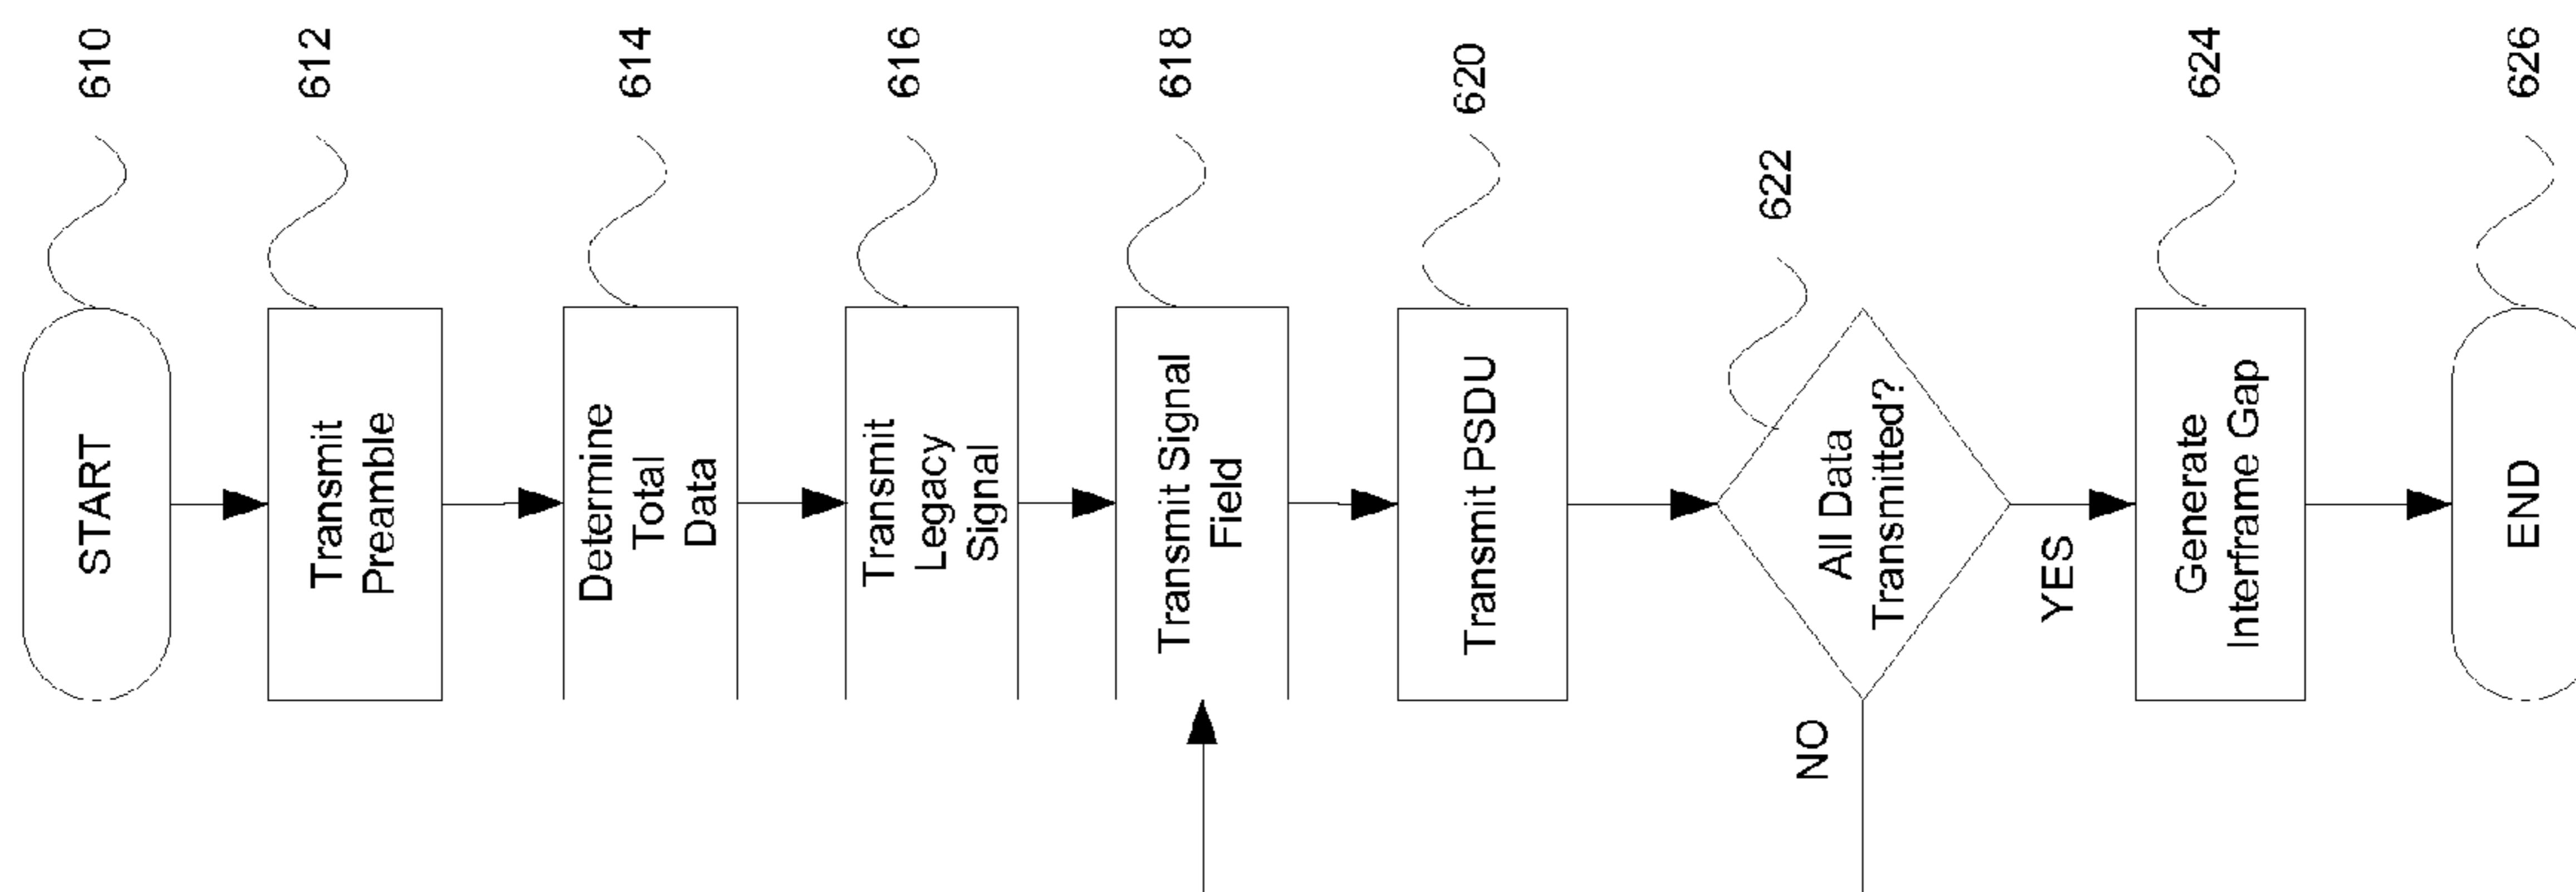 START
610
Transmit
Preamble
612
Determine
Total
Data
614
Transmit
Legacy
Signal
616
Transmit Signal
Field
618
Transmit PSDU
620
All Data
Transmitted?
622
NO
YES
Generate
Interframe Gap
624
END
626